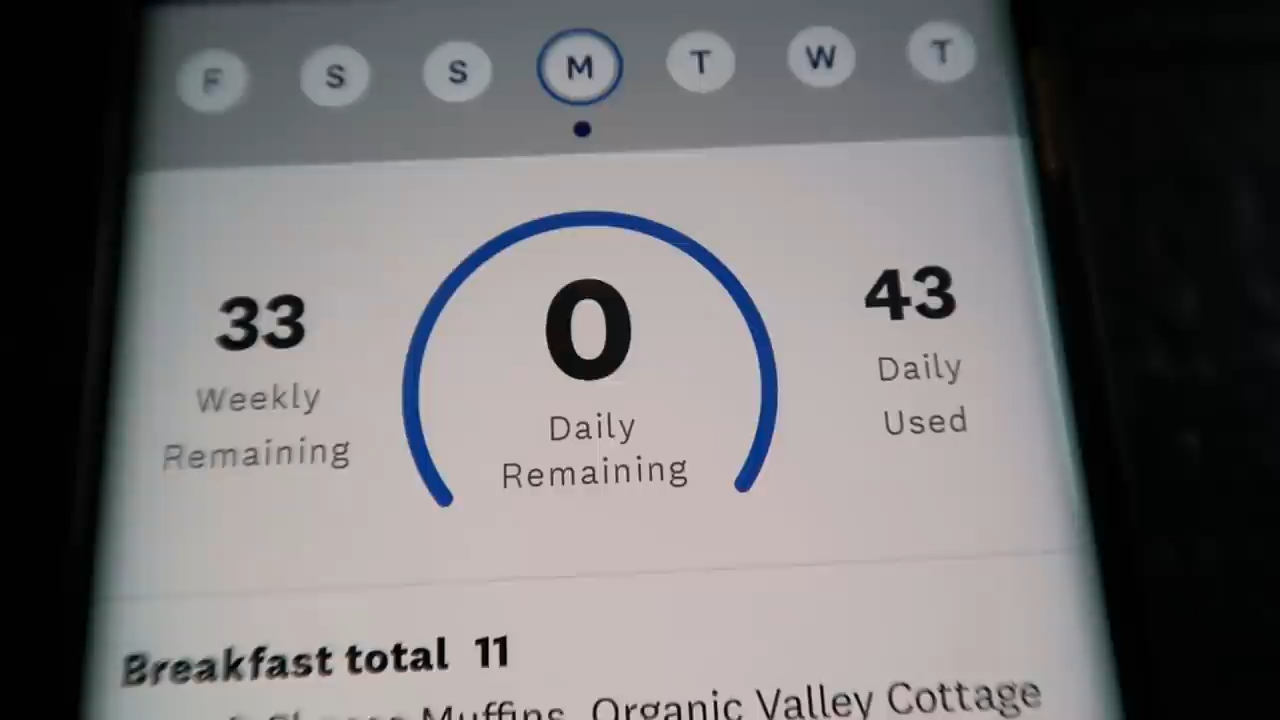 F S S M T W T
33
Weekly
Remaining
0
Daily
Remaining
43
Daily
Used
Breakfast total 11
Muffins, Organic Valley Cottage